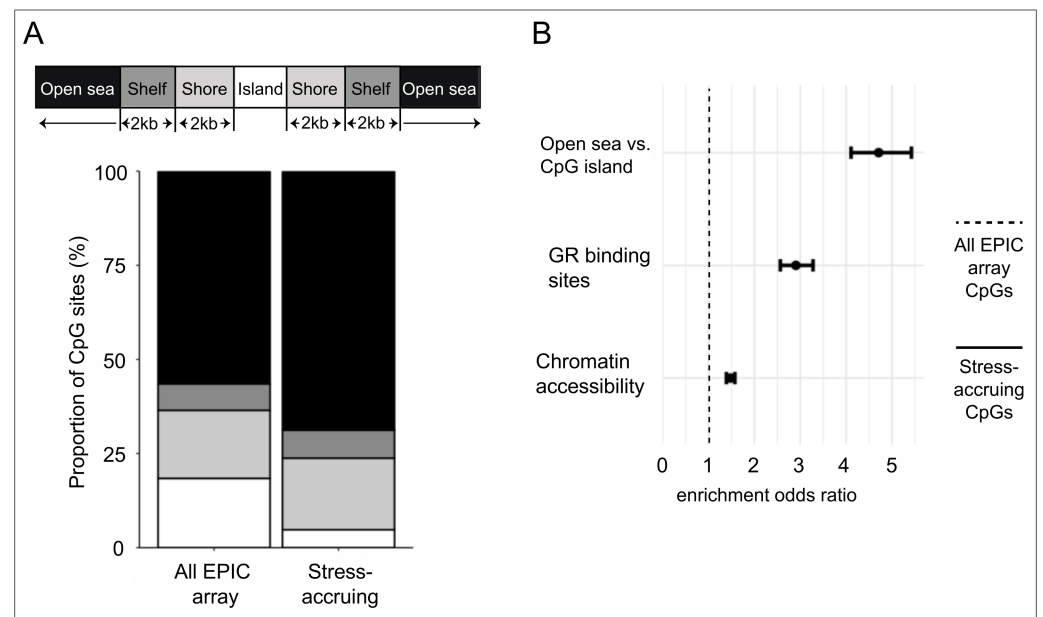 A
Open sea Shelf Shore Island Shore Shelf Open sea
2kb 2kb 2kb 2kb
Proportion of CpG sites (%)
100
75
50
25
0
All EPIC
array
Stress-
accruing
B
Open sea vs.
CpG island
GR binding
sites
Chromatin
accessibility
0 1 2 3 4 5
enrichment odds ratio
All EPIC
array
CpGs
Stress-
accruing
CpGs